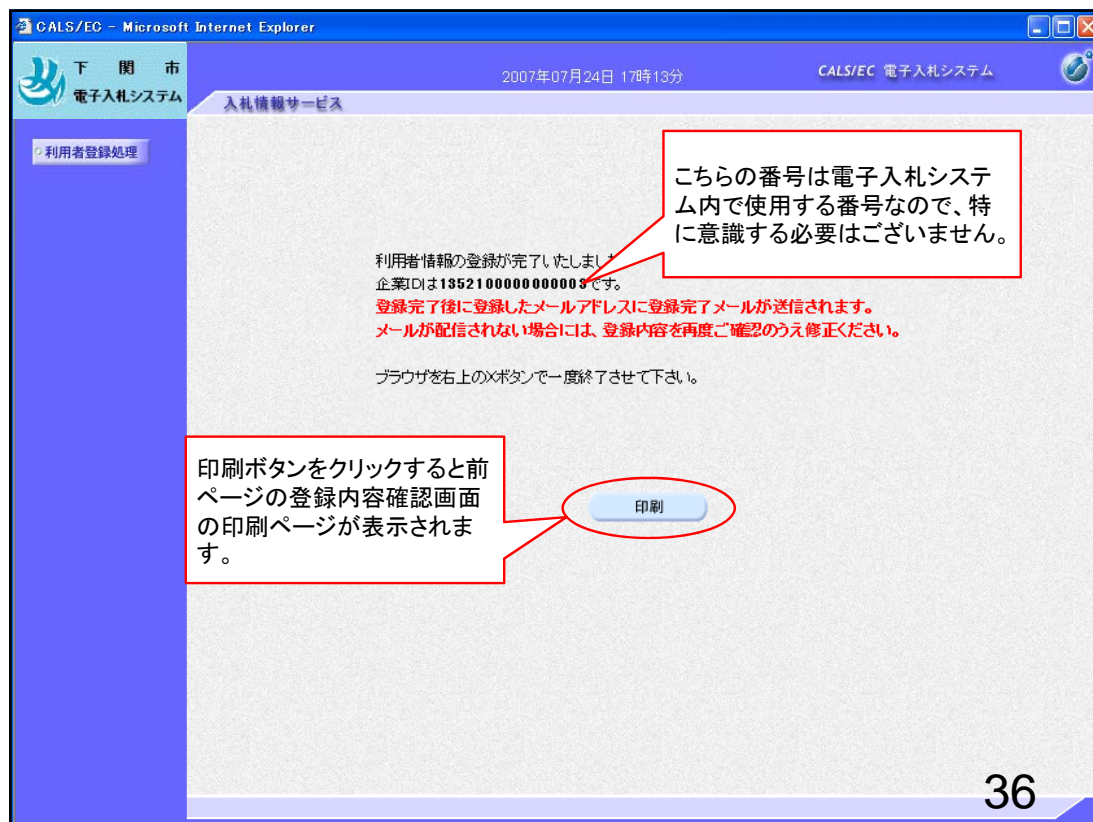 CALS/EC - Microsoft Internet Explorer
下 関 市
電子入札システム
2007年07月24日 17時13分
CALS/EC 電子入札システム
入札情報サービス
利用者登録処理
こちらの番号は電子入札システ
ム内で使用する番号なので、特
に意識する必要はございません。
利用者情報の登録が完了いたしました
企業IDは1352100000000003です。
登録完了後に登録したメールアドレスに登録完了メールが送信されます。
メールが配信されない場合には、登録内容を再度ご確認のうえ修正ください。
ブラウザを右上の×ボタンで一度終了させて下さい。
印刷ボタンをクリックすると前
ページの登録内容確認画面
の印刷ページが表示されま
す。
印刷
36